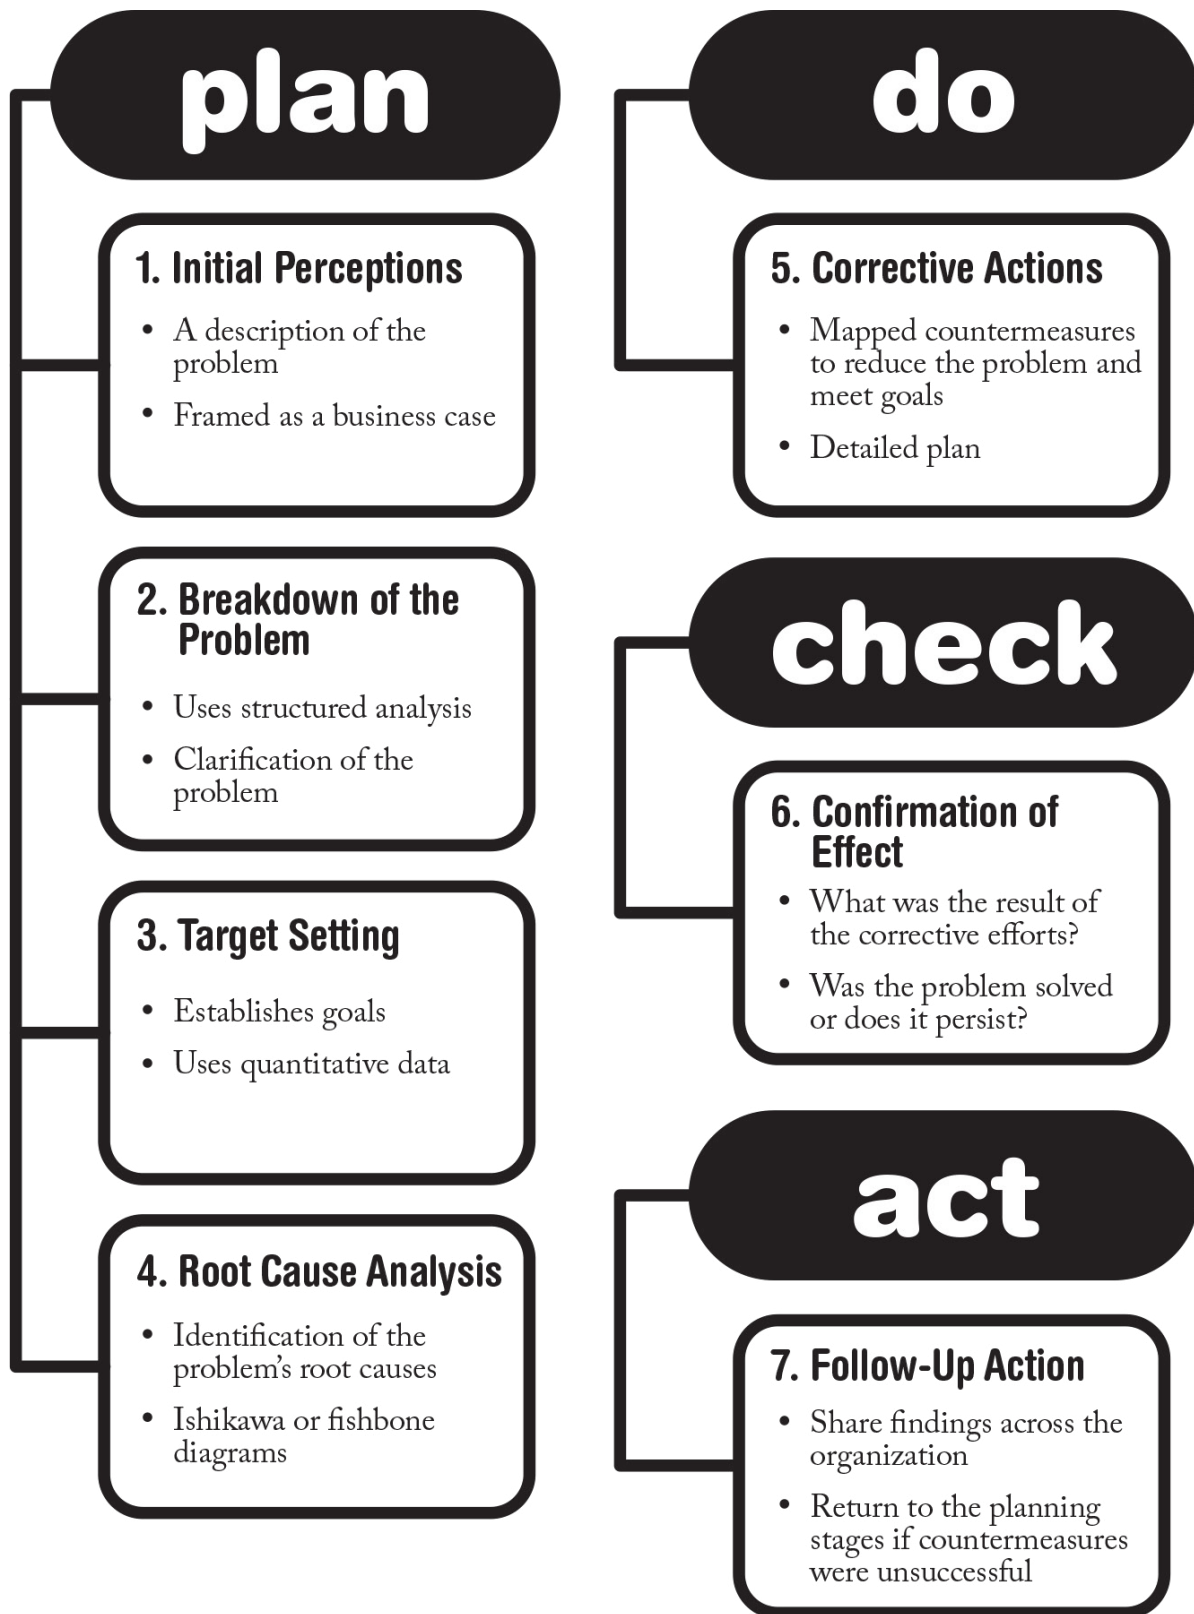 plan
1. Initial Perceptions
• A description of the
problem
• Framed as a business case
2. Breakdown of the
Problem
• Uses structured analysis
• Clarification of the
problem
3. Target Setting
• Establishes goals
• Uses quantitative data
4. Root Cause Analysis
• Identification of the
problem’s root causes
• Ishikawa or fishbone
diagrams
do
5. Corrective Actions
• Mapped countermeasures
to reduce the problem and
meet goals
• Detailed plan
check
6. Confirmation of
Effect
• What was the result of
the corrective efforts?
• Was the problem solved
or does it persist?
act
7. Follow-Up Action
• Share findings across the
organization
• Return to the planning
stages if countermeasures
were unsuccessful